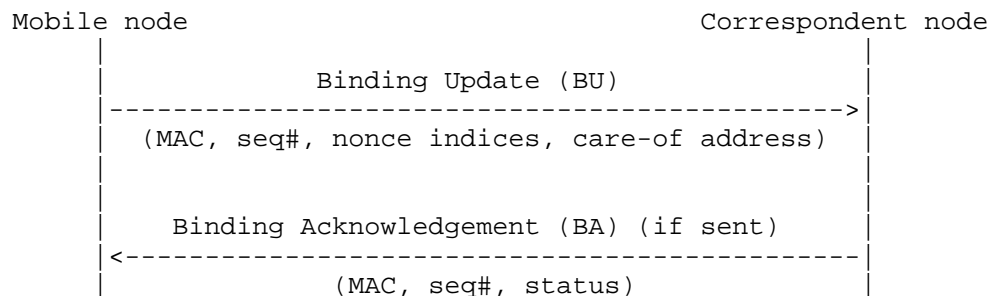 Mobile node Correspondent node
Binding Update (BU)
(MAC, seq#, nonce indices, care-of address)
Binding Acknowledgement (BA) (if sent)
(MAC, seq#, status)